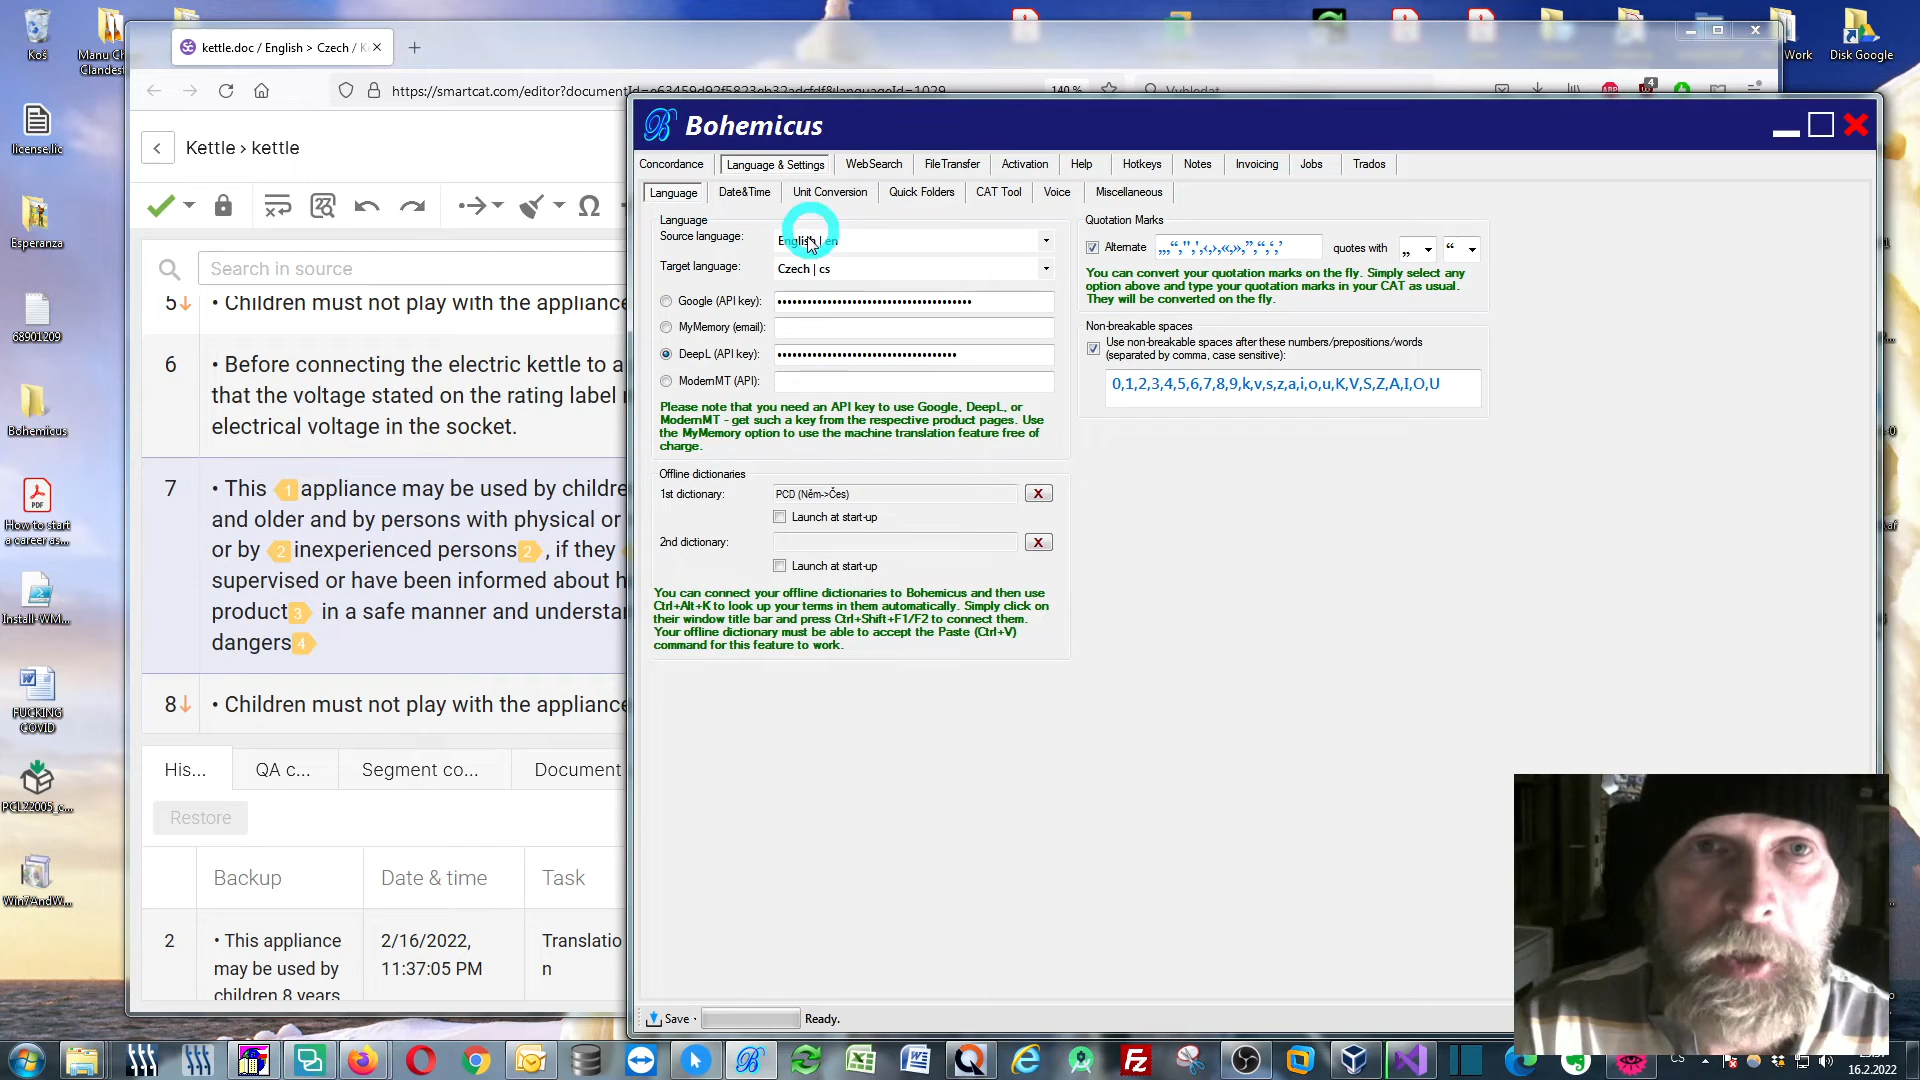 Koš
Manu Ch
Clandest
license.lic
Esperanza
68901209
Bohemicus
How to start
a career as...
Install-WM...
FUCKING
COVID
PCL22005_c...
Win7AndW...
Work
Disk Google
kettle.doc / English > Czech / K
https://smartcat.com/editor?documentId=e63459d92f5823eb32adcfdf&languageId=1029
140 %
Vyhledat
4
Kettle › kettle
Search in source
5 • Children must not play with the appliance
6 • Before connecting the electric kettle to a
that the voltage stated on the rating label
electrical voltage in the socket.
7 • This 1 appliance may be used by childre
and older and by persons with physical or
or by 2 inexperienced persons 2 , if they
supervised or have been informed about h
product 3 in a safe manner and understan
dangers 4
8 • Children must not play with the appliance
His... QA c... Segment co... Document
Restore
Backup Date & time Task
2 • This appliance 2/16/2022, Translatio
may be used by 11:37:05 PM n
children 8 years
Bohemicus
Concordance Language & Settings WebSearch FileTransfer Activation Help Hotkeys Notes Invoicing Jobs Trados
Language Date&Time Unit Conversion Quick Folders CAT Tool Voice Miscellaneous
Language
Source language: English | en
Target language: Czech | cs
Google (API key):
MyMemory (email):
DeepL (API key):
ModernMT (API):
Please note that you need an API key to use Google, DeepL, or
ModernMT - get such a key from the respective product pages. Use
the MyMemory option to use the machine translation feature free of
charge.
Offline dictionaries
1st dictionary: PCD (Něm->Čes) X
Launch at start-up
2nd dictionary: X
Launch at start-up
You can connect your offline dictionaries to Bohemicus and then use
Ctrl+Alt+K to look up your terms in them automatically. Simply click on
their window title bar and press Ctrl+Shift+F1/F2 to connect them.
Your offline dictionary must be able to accept the Paste (Ctrl+V)
command for this feature to work.
Quotation Marks
Alternate quotes with „ “
You can convert your quotation marks on the fly. Simply select any
option above and type your quotation marks in your CAT as usual.
They will be converted on the fly.
Non-breakable spaces
Use non-breakable spaces after these numbers/prepositions/words
(separated by comma, case sensitive):
0,1,2,3,4,5,6,7,8,9,k,v,s,z,a,i,o,u,K,V,S,Z,A,I,O,U
Save Ready.
CS
16.2.2022